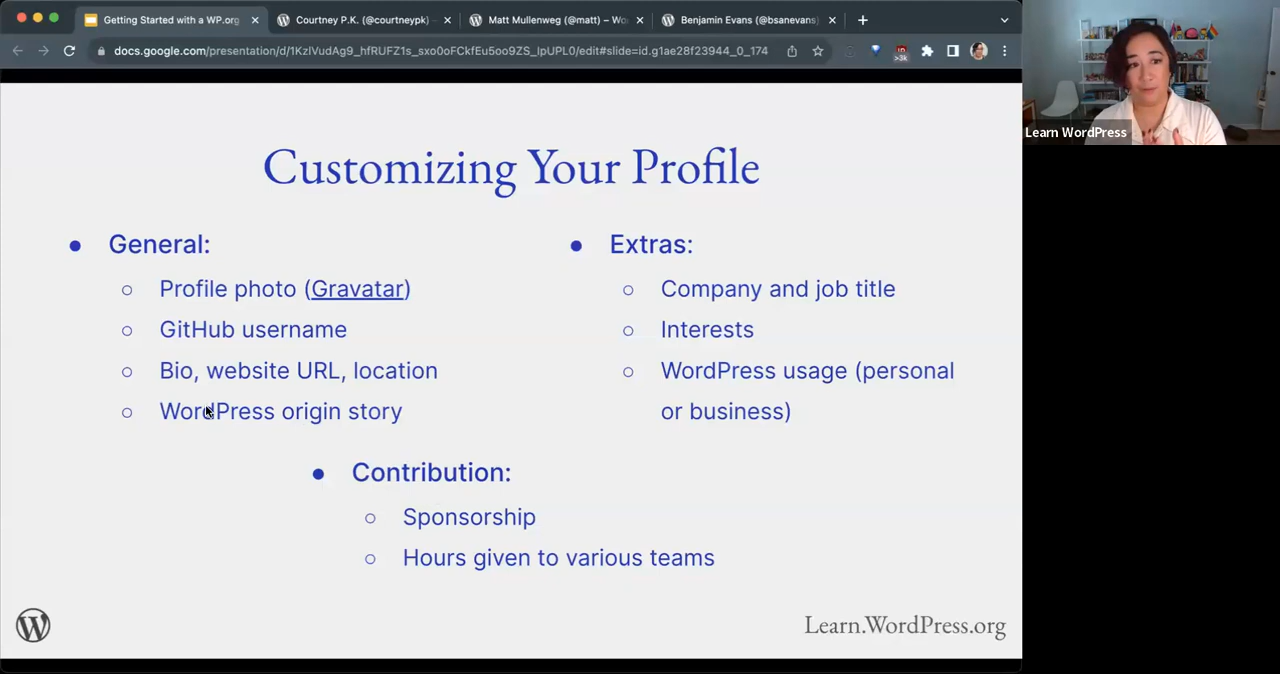 Getting Started with a WP.org
Courtney P.K. (@courtneypk) –
Matt Mullenweg (@matt) – Wo
Benjamin Evans (@bsanevans)
docs.google.com/presentation/d/1KzIVudAg9_hfRUFZ1s_sxo0oFCkfEu5oo9ZS_lpUPL0/edit#slide=id.g1ae28f23944_0_174
>3k
Learn WordPress
Customizing Your Profile
General:
Profile photo (Gravatar)
GitHub username
Bio, website URL, location
WordPress origin story
Extras:
Company and job title
Interests
WordPress usage (personal
or business)
Contribution:
Sponsorship
Hours given to various teams
Learn.WordPress.org